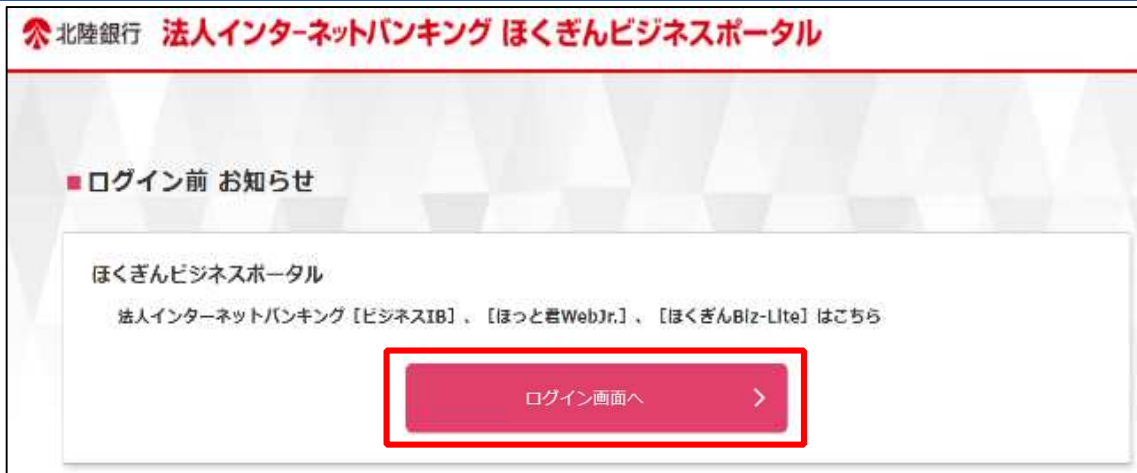 北陸銀行 法人インターネットバンキング ほくぎんビジネスポータル
ログイン前 お知らせ
ほくぎんビジネスポータル
法人インターネットバンキング［ビジネスIB］、［ほっと君WebJr.］、［ほくぎんBiz-Lite］はこちら
ログイン画面へ